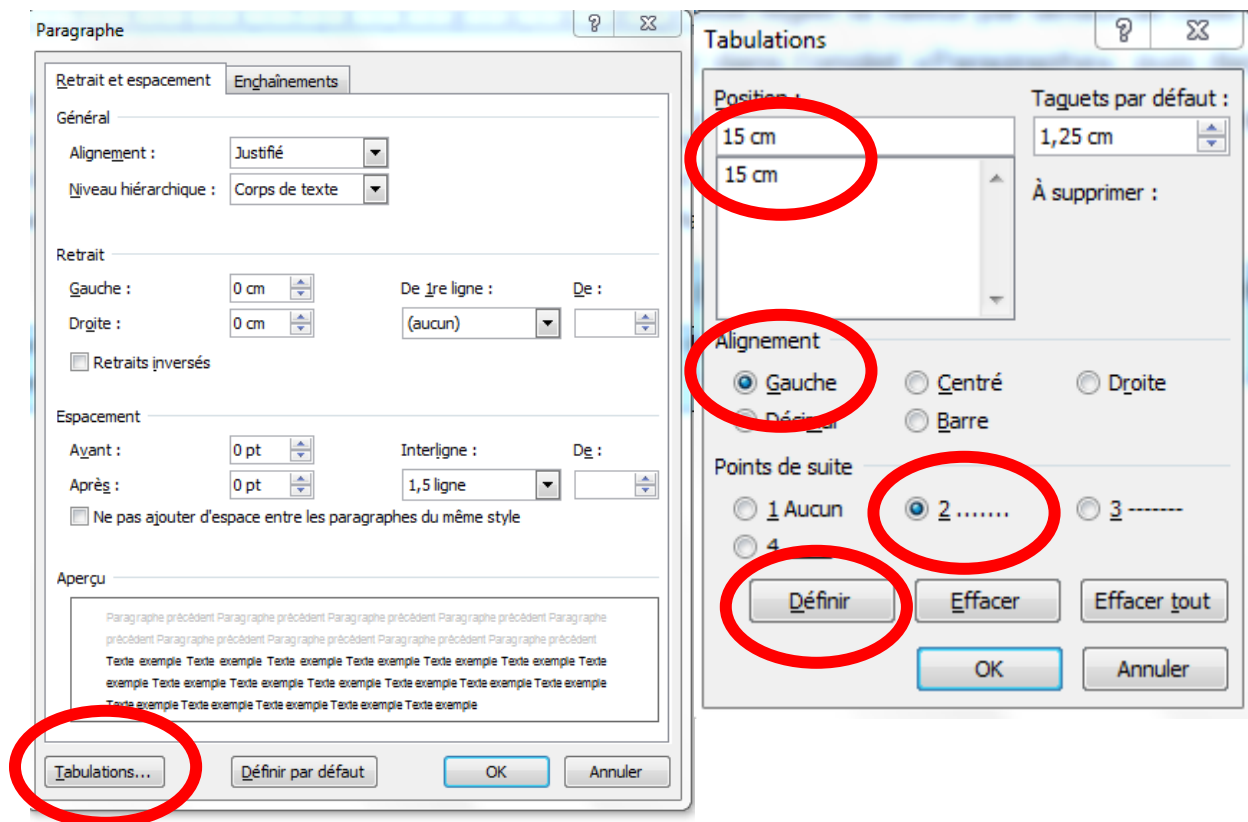 Paragraphe
Retrait et espacement Enchaînements
Général
Alignement : Justifié
Niveau hiérarchique : Corps de texte
Retrait
Gauche : 0 cm De 1re ligne : De :
Droite : 0 cm (aucun)
Retraits inversés
Espacement
Avant : 0 pt Interligne : De :
Après : 0 pt 1,5 ligne
Ne pas ajouter d'espace entre les paragraphes du même style
Aperçu
Paragraphe précédent Paragraphe précédent Paragraphe précédent Paragraphe précédent Paragraphe
précédent Paragraphe précédent Paragraphe précédent Paragraphe précédent Paragraphe précédent
Texte exemple Texte exemple Texte exemple Texte exemple Texte exemple Texte exemple Texte
exemple Texte exemple Texte exemple Texte exemple Texte exemple Texte exemple Texte exemple
Texte exemple Texte exemple Texte exemple Texte exemple Texte exemple
Tabulations... Définir par défaut OK Annuler
Tabulations
Position : Taquets par défaut :
15 cm 1,25 cm
15 cm
À supprimer :
Alignement
Gauche Centré Droite
Décimal Barre
Points de suite
1 Aucun 2 ....... 3 -------
4
Définir Effacer Effacer tout
OK Annuler